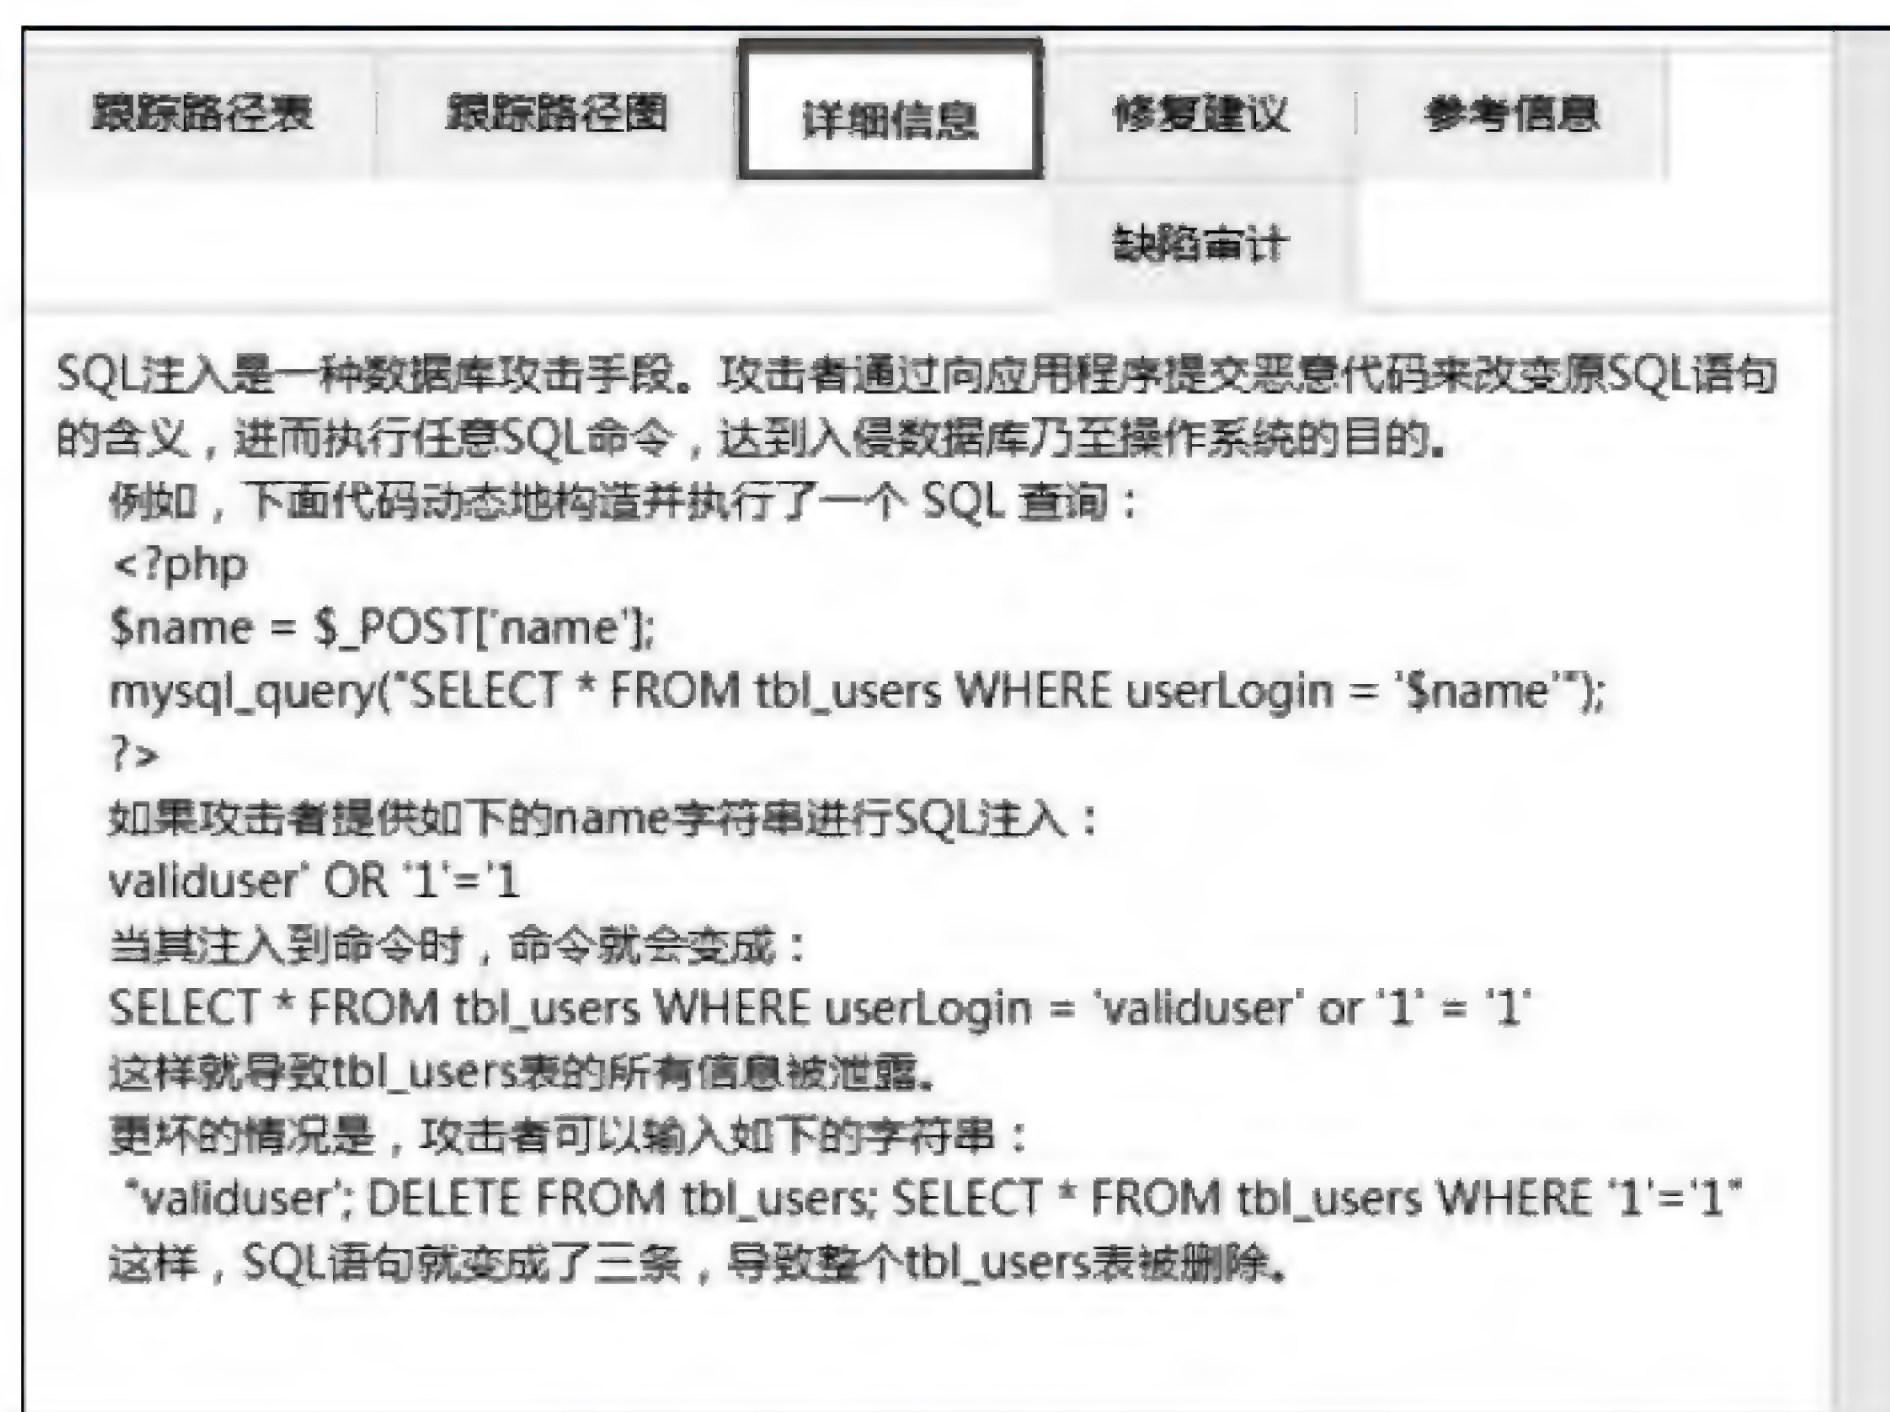 跟踪路径表 跟踪路径图 详细信息 修复建议 参考信息
缺陷审计
SQL注入是一种数据库攻击手段。攻击者通过向应用程序提交恶意代码来改变原SQL语句
的含义，进而执行任意SQL命令，达到入侵数据库乃至操作系统的目的。
例如，下面代码动态地构造并执行了一个 SQL 查询：
<?php
$name = $_POST['name'];
mysql_query("SELECT * FROM tbl_users WHERE userLogin = '$name'");
?>
如果攻击者提供如下的name字符串进行SQL注入：
validuser' OR '1'='1
当其注入到命令时，命令就会变成：
SELECT * FROM tbl_users WHERE userLogin = 'validuser' or '1' = '1'
这样就导致tbl_users表的所有信息被泄露。
更坏的情况是，攻击者可以输入如下的字符串：
"validuser'; DELETE FROM tbl_users; SELECT * FROM tbl_users WHERE '1'='1"
这样，SQL语句就变成了三条，导致整个tbl_users表被删除。